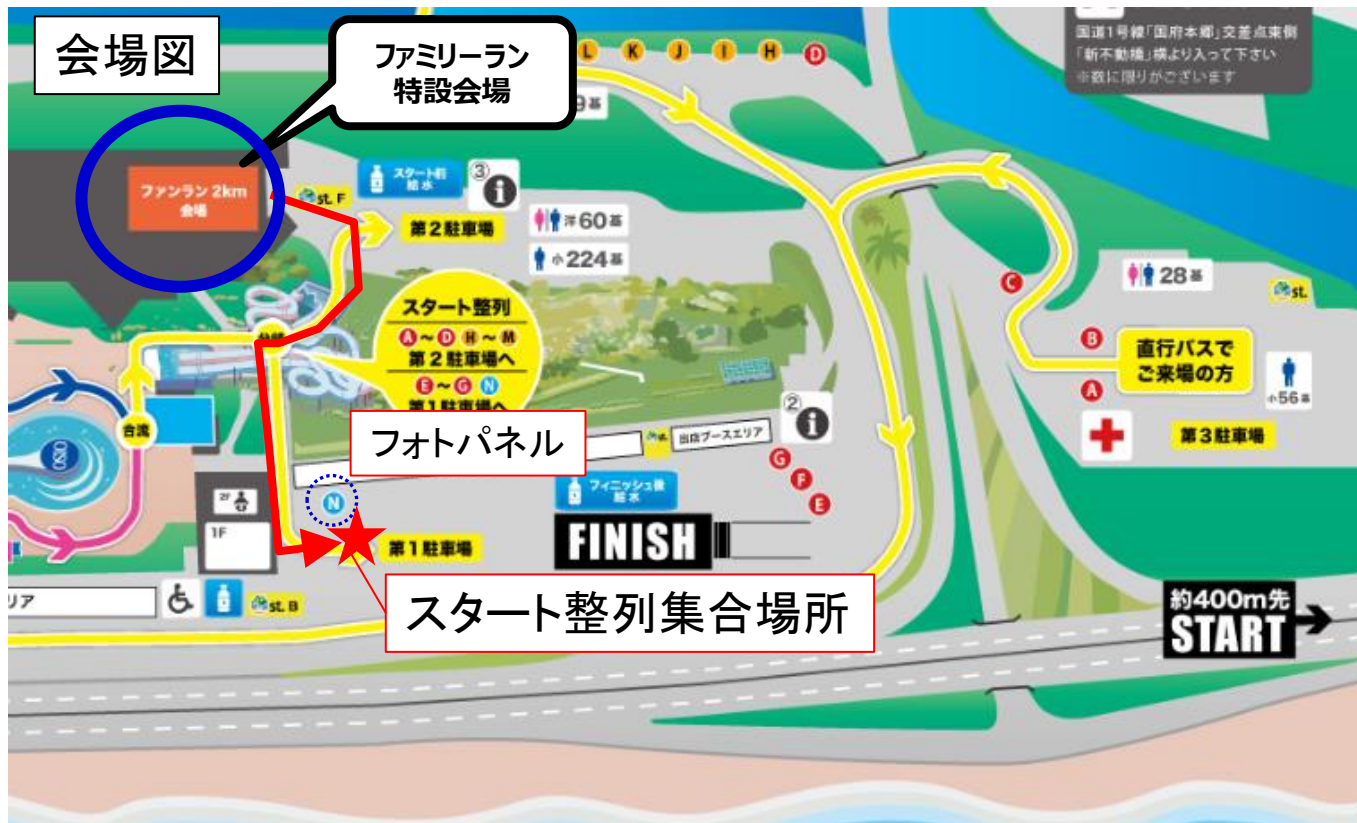 会場図
ファミリーラン
特設会場
L K J I H D
9基
国道1号線「国府本郷」交差点東側
「新不動橋」横より入って下さい
※数に限りがございます
ファンラン 2km
会場
st. F
スタート前
給水
③
第2駐車場
洋60基
小224基
スタート整列
A～D H～M
第2駐車場へ
E～G N
第1駐車場へ
C
28基
st.
B
A
直行バスで
ご来場の方
小56基
第3駐車場
合流
フォトパネル
出店ブースエリア
②
G
F
E
2F
1F
N
フィニッシュ後
給水
FINISH
第1駐車場
リア
st. B
スタート整列集合場所
約400m先
START